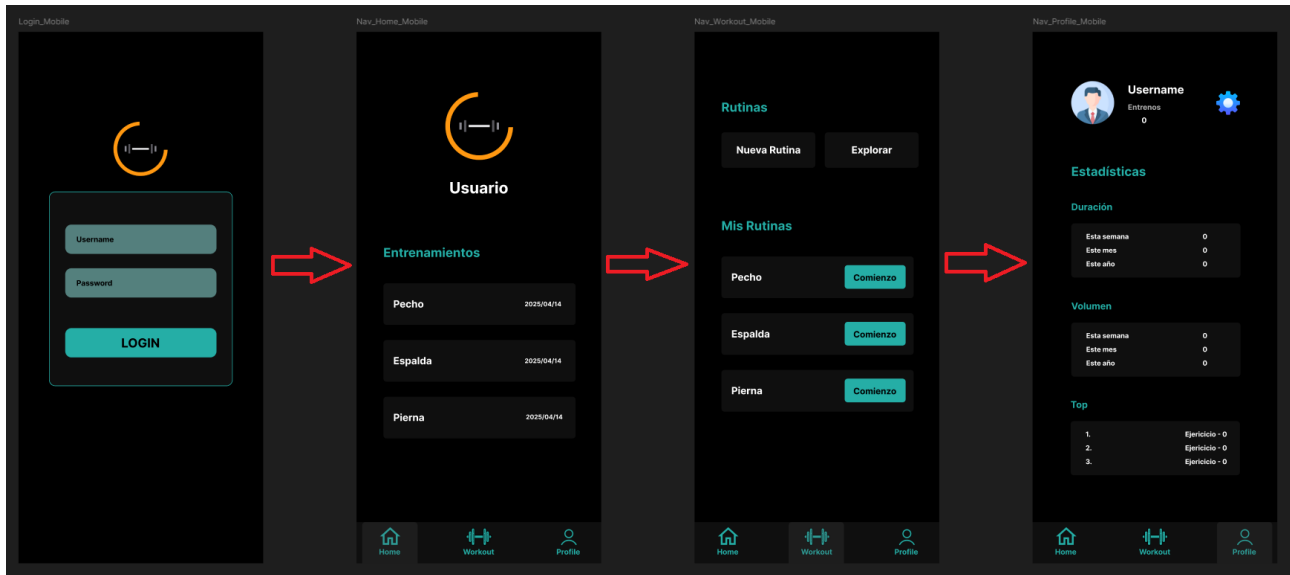 Login_Mobile
Username
Password
LOGIN
Nav_Home_Mobile
Usuario
Entrenamientos
Pecho 2025/04/14
Espalda 2025/04/14
Pierna 2025/04/14
Home Workout Profile
Nav_Workout_Mobile
Rutinas
Nueva Rutina Explorar
Mis Rutinas
Pecho Comienzo
Espalda Comienzo
Pierna Comienzo
Home Workout Profile
Nav_Profile_Mobile
Username
Entrenos
0
Estadísticas
Duración
Esta semana 0
Este mes 0
Este año 0
Volumen
Esta semana 0
Este mes 0
Este año 0
Top
1. Ejericicio - 0
2. Ejericicio - 0
3. Ejericicio - 0
Home Workout Profile